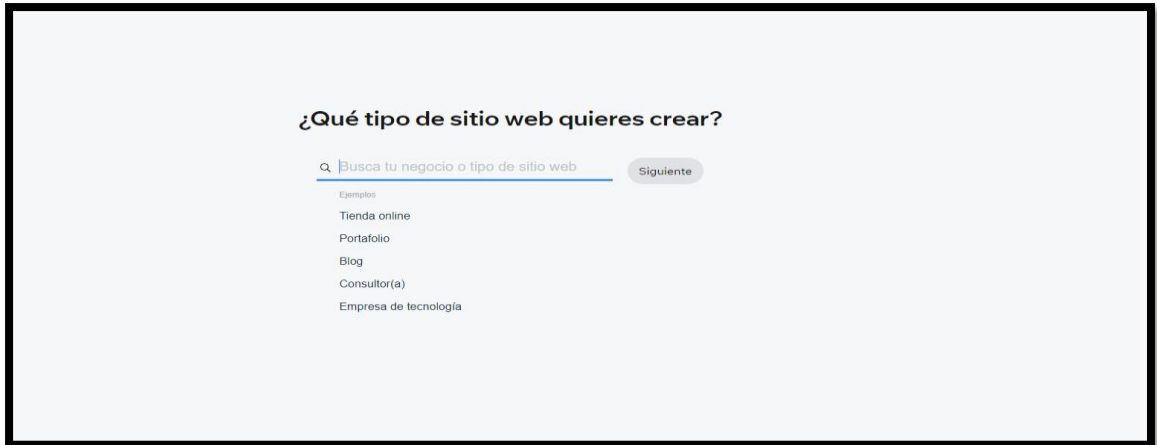 ¿Qué tipo de sitio web quieres crear?
Busca tu negocio o tipo de sitio web
Siguiente
Ejemplos
Tienda online
Portafolio
Blog
Consultor(a)
Empresa de tecnología